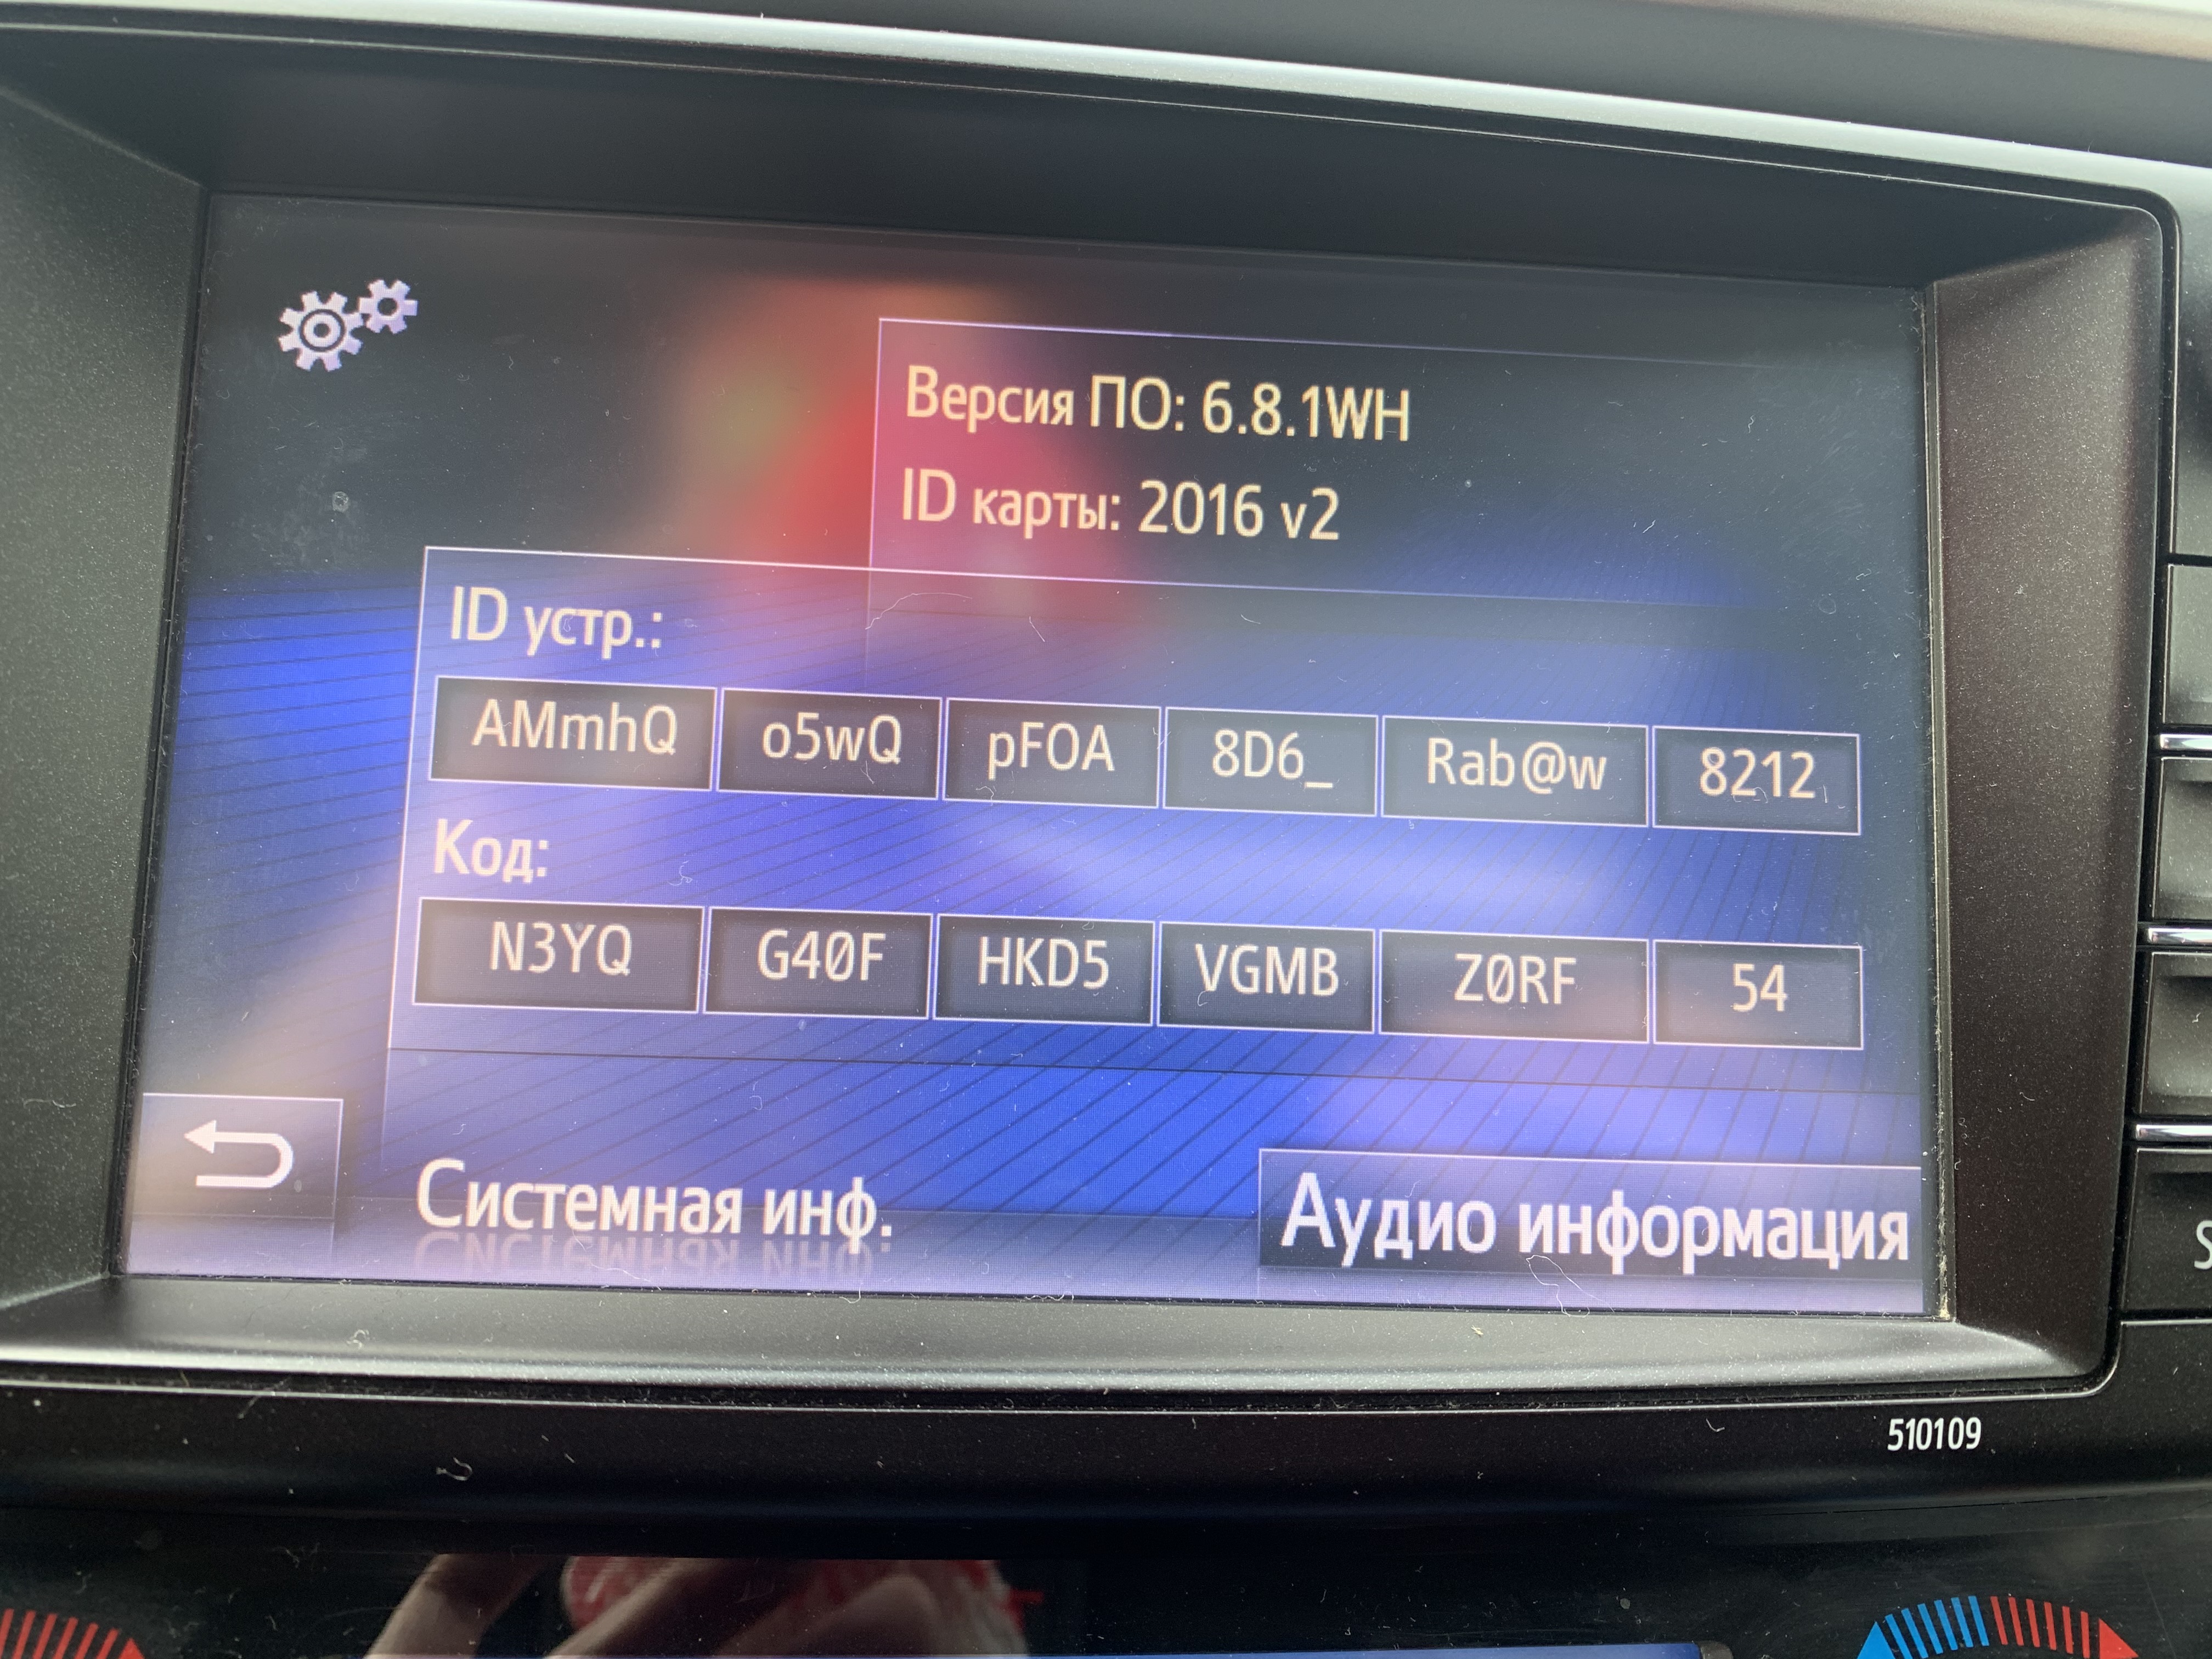 Версия ПО: 6.8.1WH
ID карты: 2016 v2
ID устр.:
AMmhQ o5wQ pFOA 8D6_ Rab@w 8212
Код:
N3YQ G40F HKD5 VGMB Z0RF 54
Системная инф.
Аудио информация
510109